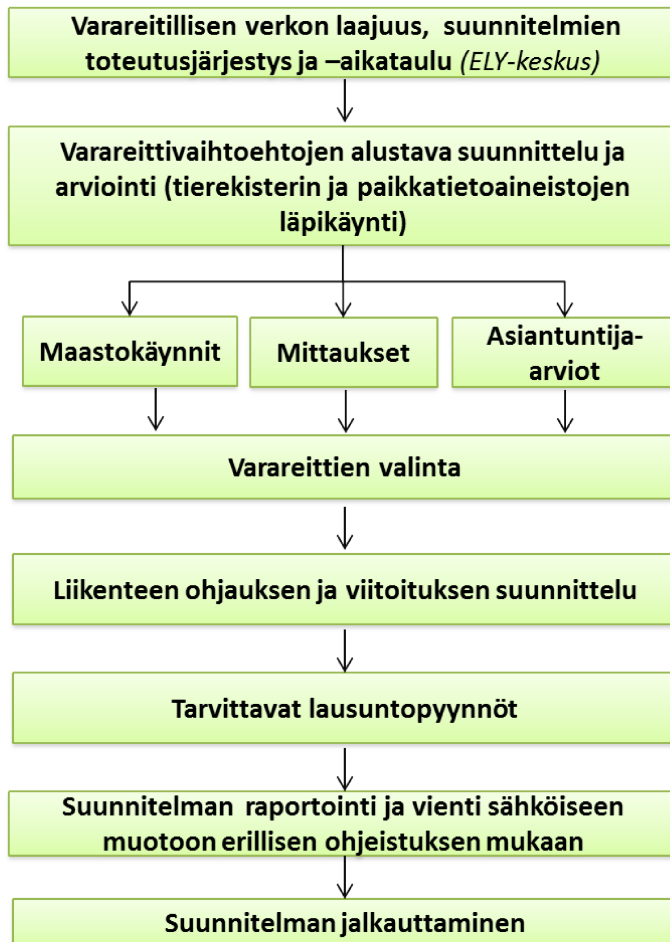 Varareitillisen verkon laajuus, suunnitelmien
toteutusjärjestys ja –aikataulu (ELY-keskus)
Varareittivaihtoehtojen alustava suunnittelu ja
arviointi (tierekisterin ja paikkatietoaineistojen
läpikäynti)
Maastokäynnit
Mittaukset
Asiantuntija-
arviot
Varareittien valinta
Liikenteen ohjauksen ja viitoituksen suunnittelu
Tarvittavat lausuntopyynnöt
Suunnitelman raportointi ja vienti sähköiseen
muotoon erillisen ohjeistuksen mukaan
Suunnitelman jalkauttaminen